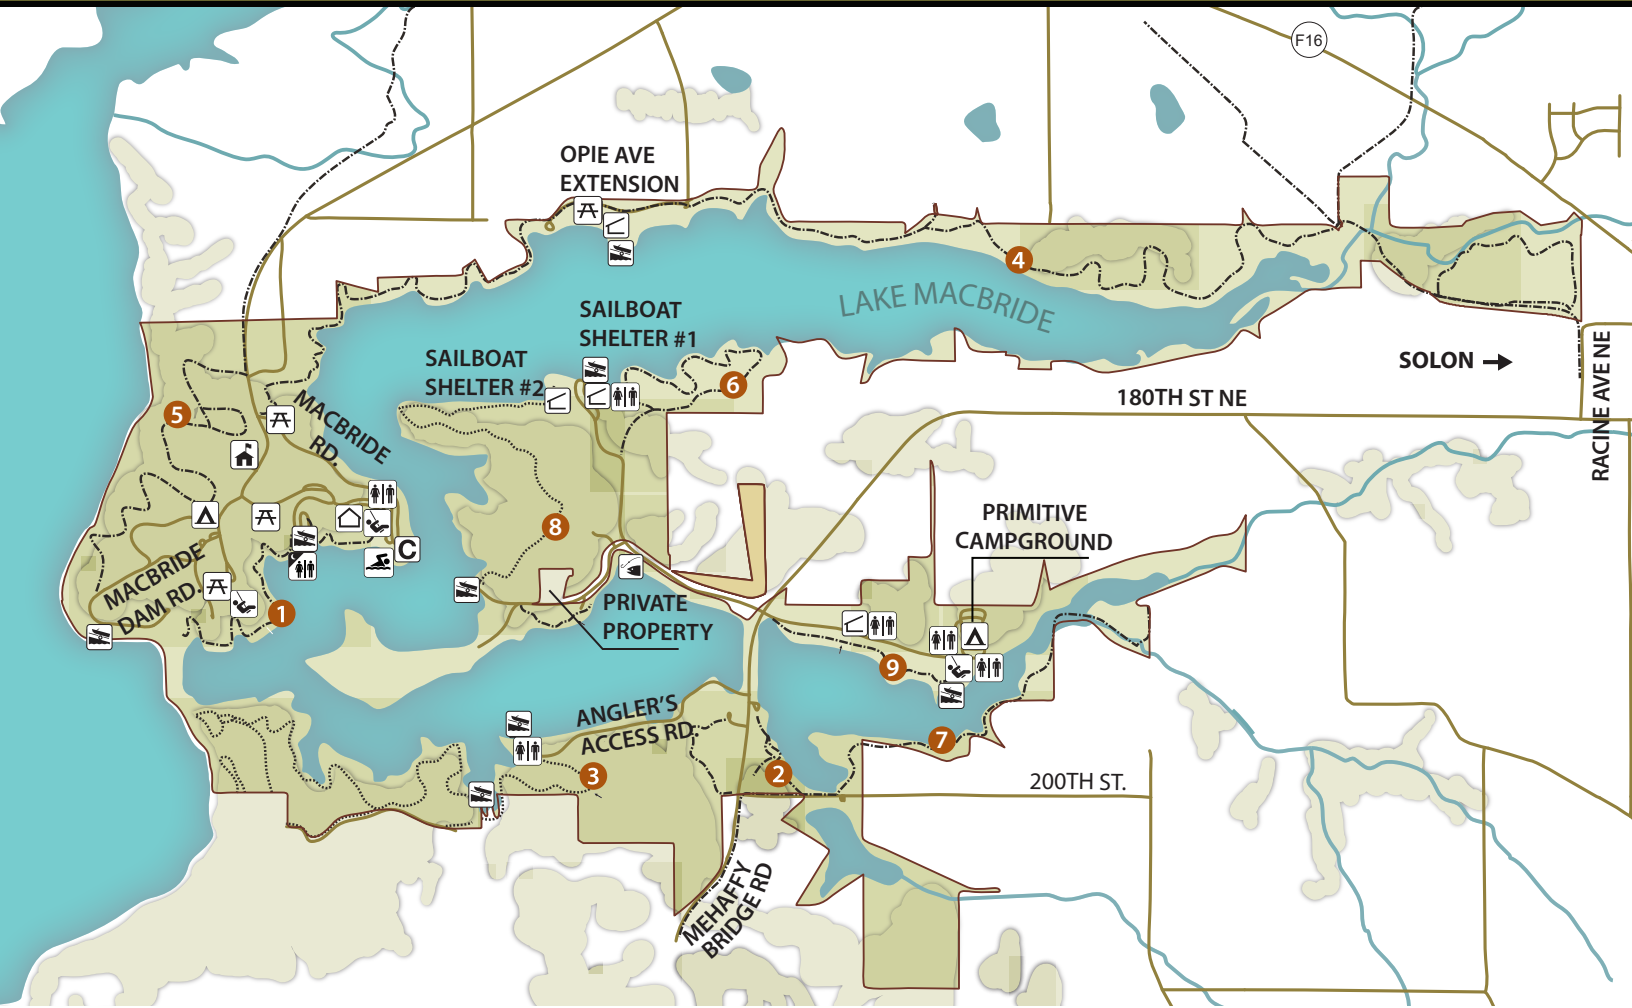 F16
OPIE AVE
EXTENSION
4
LAKE MACBRIDE
SAILBOAT
SHELTER #1
SAILBOAT
SHELTER #2
6
SOLON
180TH ST NE
RACINE AVE NE
5
MACBRIDE
RD.
8
C
PRIMITIVE
CAMPGROUND
MACBRIDE
DAM RD.
1
PRIVATE
PROPERTY
9
ANGLER'S
ACCESS RD.
7
3
2
200TH ST.
MEHAFFY
BRIDGE RD